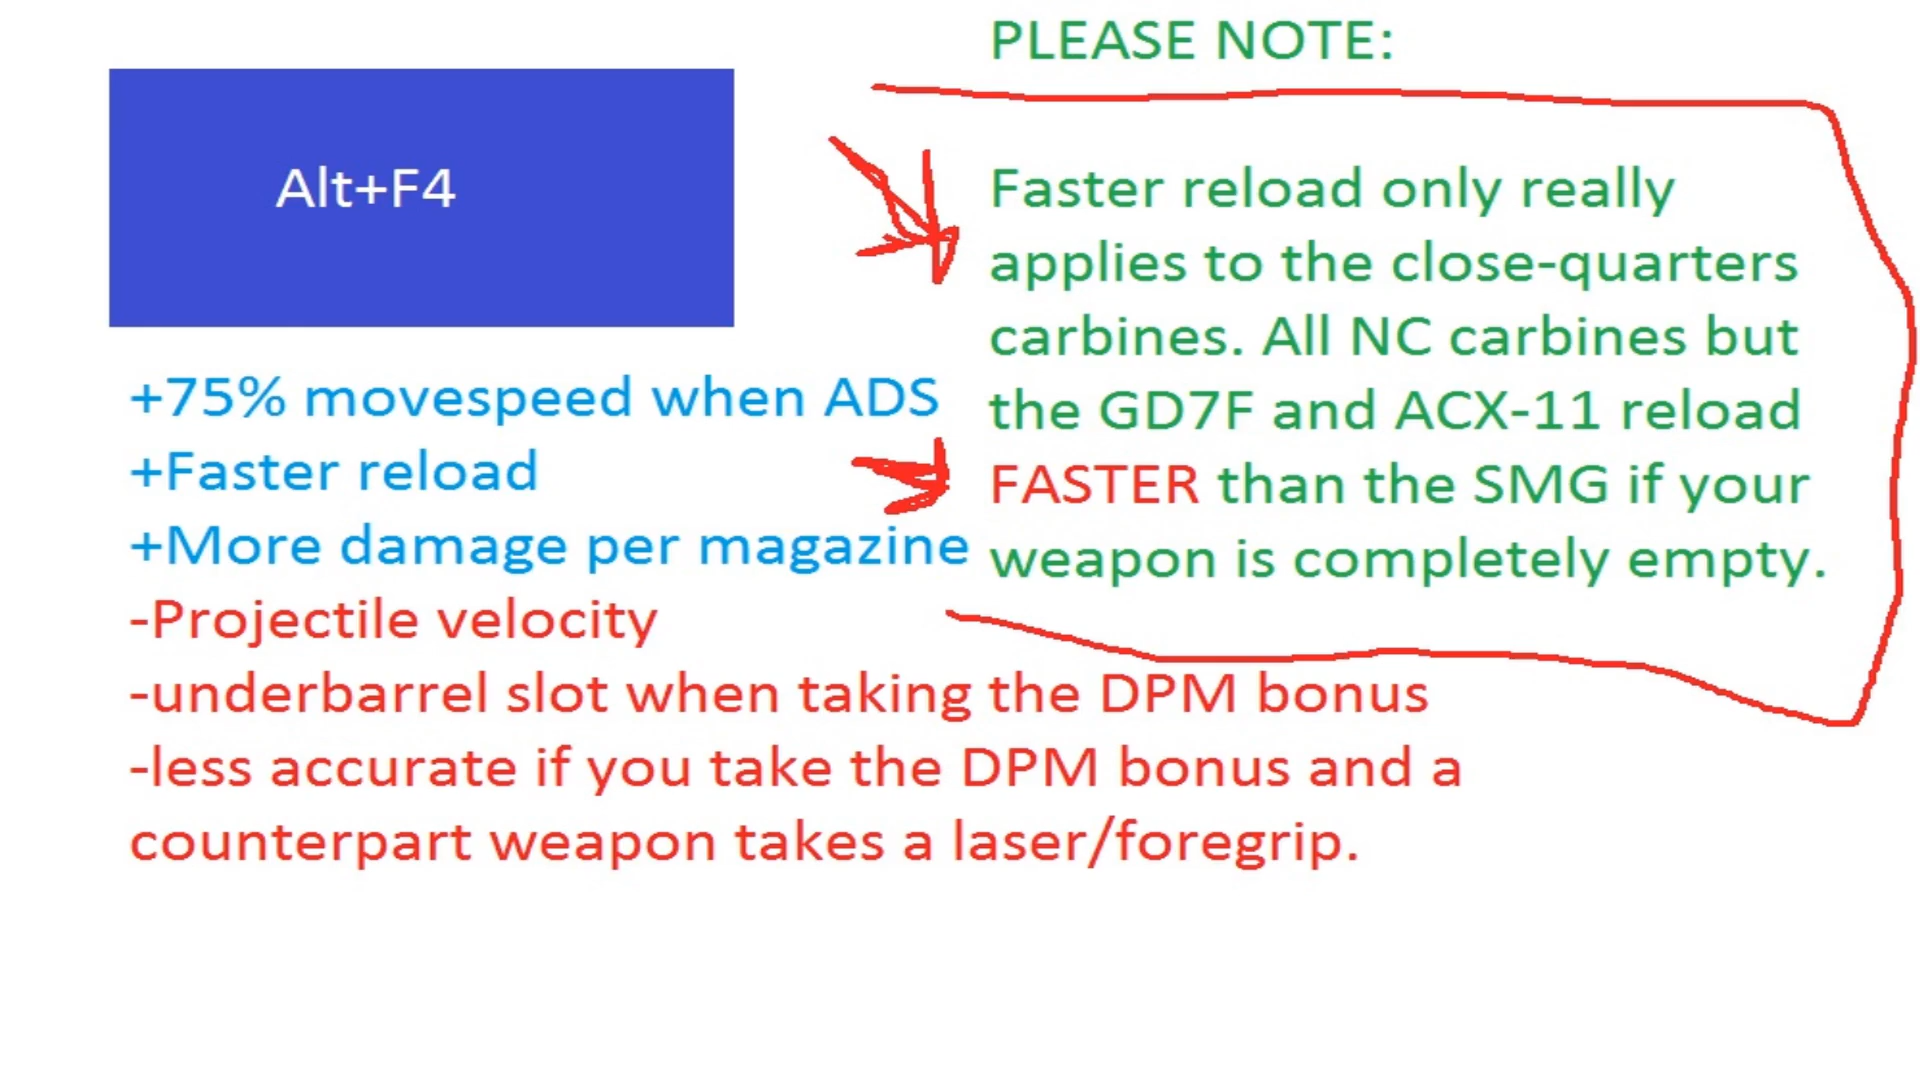 Alt+F4
+75% movespeed when ADS
+Faster reload
+More damage per magazine
-Projectile velocity
-underbarrel slot when taking the DPM bonus
-less accurate if you take the DPM bonus and a
counterpart weapon takes a laser/foregrip.
PLEASE NOTE:
Faster reload only really
applies to the close-quarters
carbines. All NC carbines but
the GD7F and ACX-11 reload
FASTER than the SMG if your
weapon is completely empty.